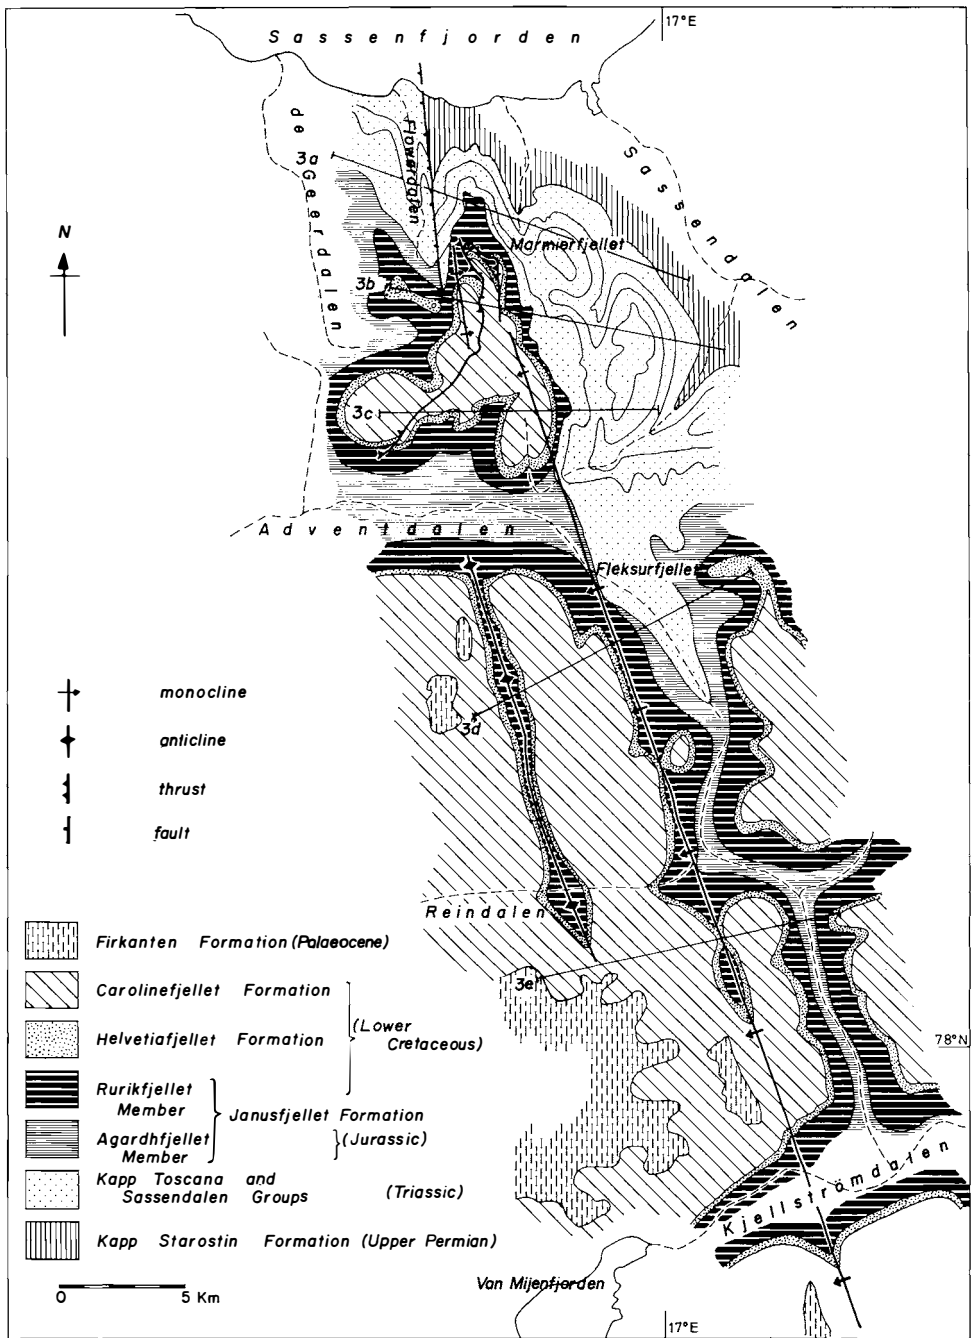 17°E
Sassenfjorden
de Geerdalen
Flowerdalen
3a
Sassendalen
N
Marmierfjellet
3b
3c
Adventdalen
Fleksurfjellet
monocline
3d
anticline
thrust
fault
Reindalen
Firkanten Formation (Palaeocene)
3e
Carolinefjellet Formation
Helvetiafjellet Formation
(Lower
Cretaceous)
78°N
Rurikfjellet
Member
Janusfjellet Formation
Agardhfjellet
Member
(Jurassic)
Kapp Toscana and
Sassendalen Groups
(Triassic)
Kjellströmdalen
Kapp Starostin Formation (Upper Permian)
Van Mijenfjorden
0 5 Km
17°E